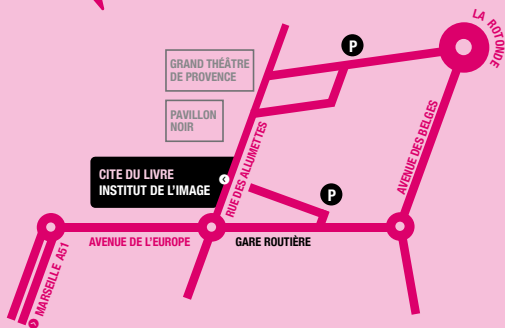 LA ROTONDE
P
GRAND THÉÂTRE
DE PROVENCE
PAVILLON
NOIR
AVENUE DES BELGES
RUE DES ALLUMETTES
CITE DU LIVRE
INSTITUT DE L'IMAGE
P
AVENUE DE L'EUROPE
GARE ROUTIÈRE
MARSEILLE A51